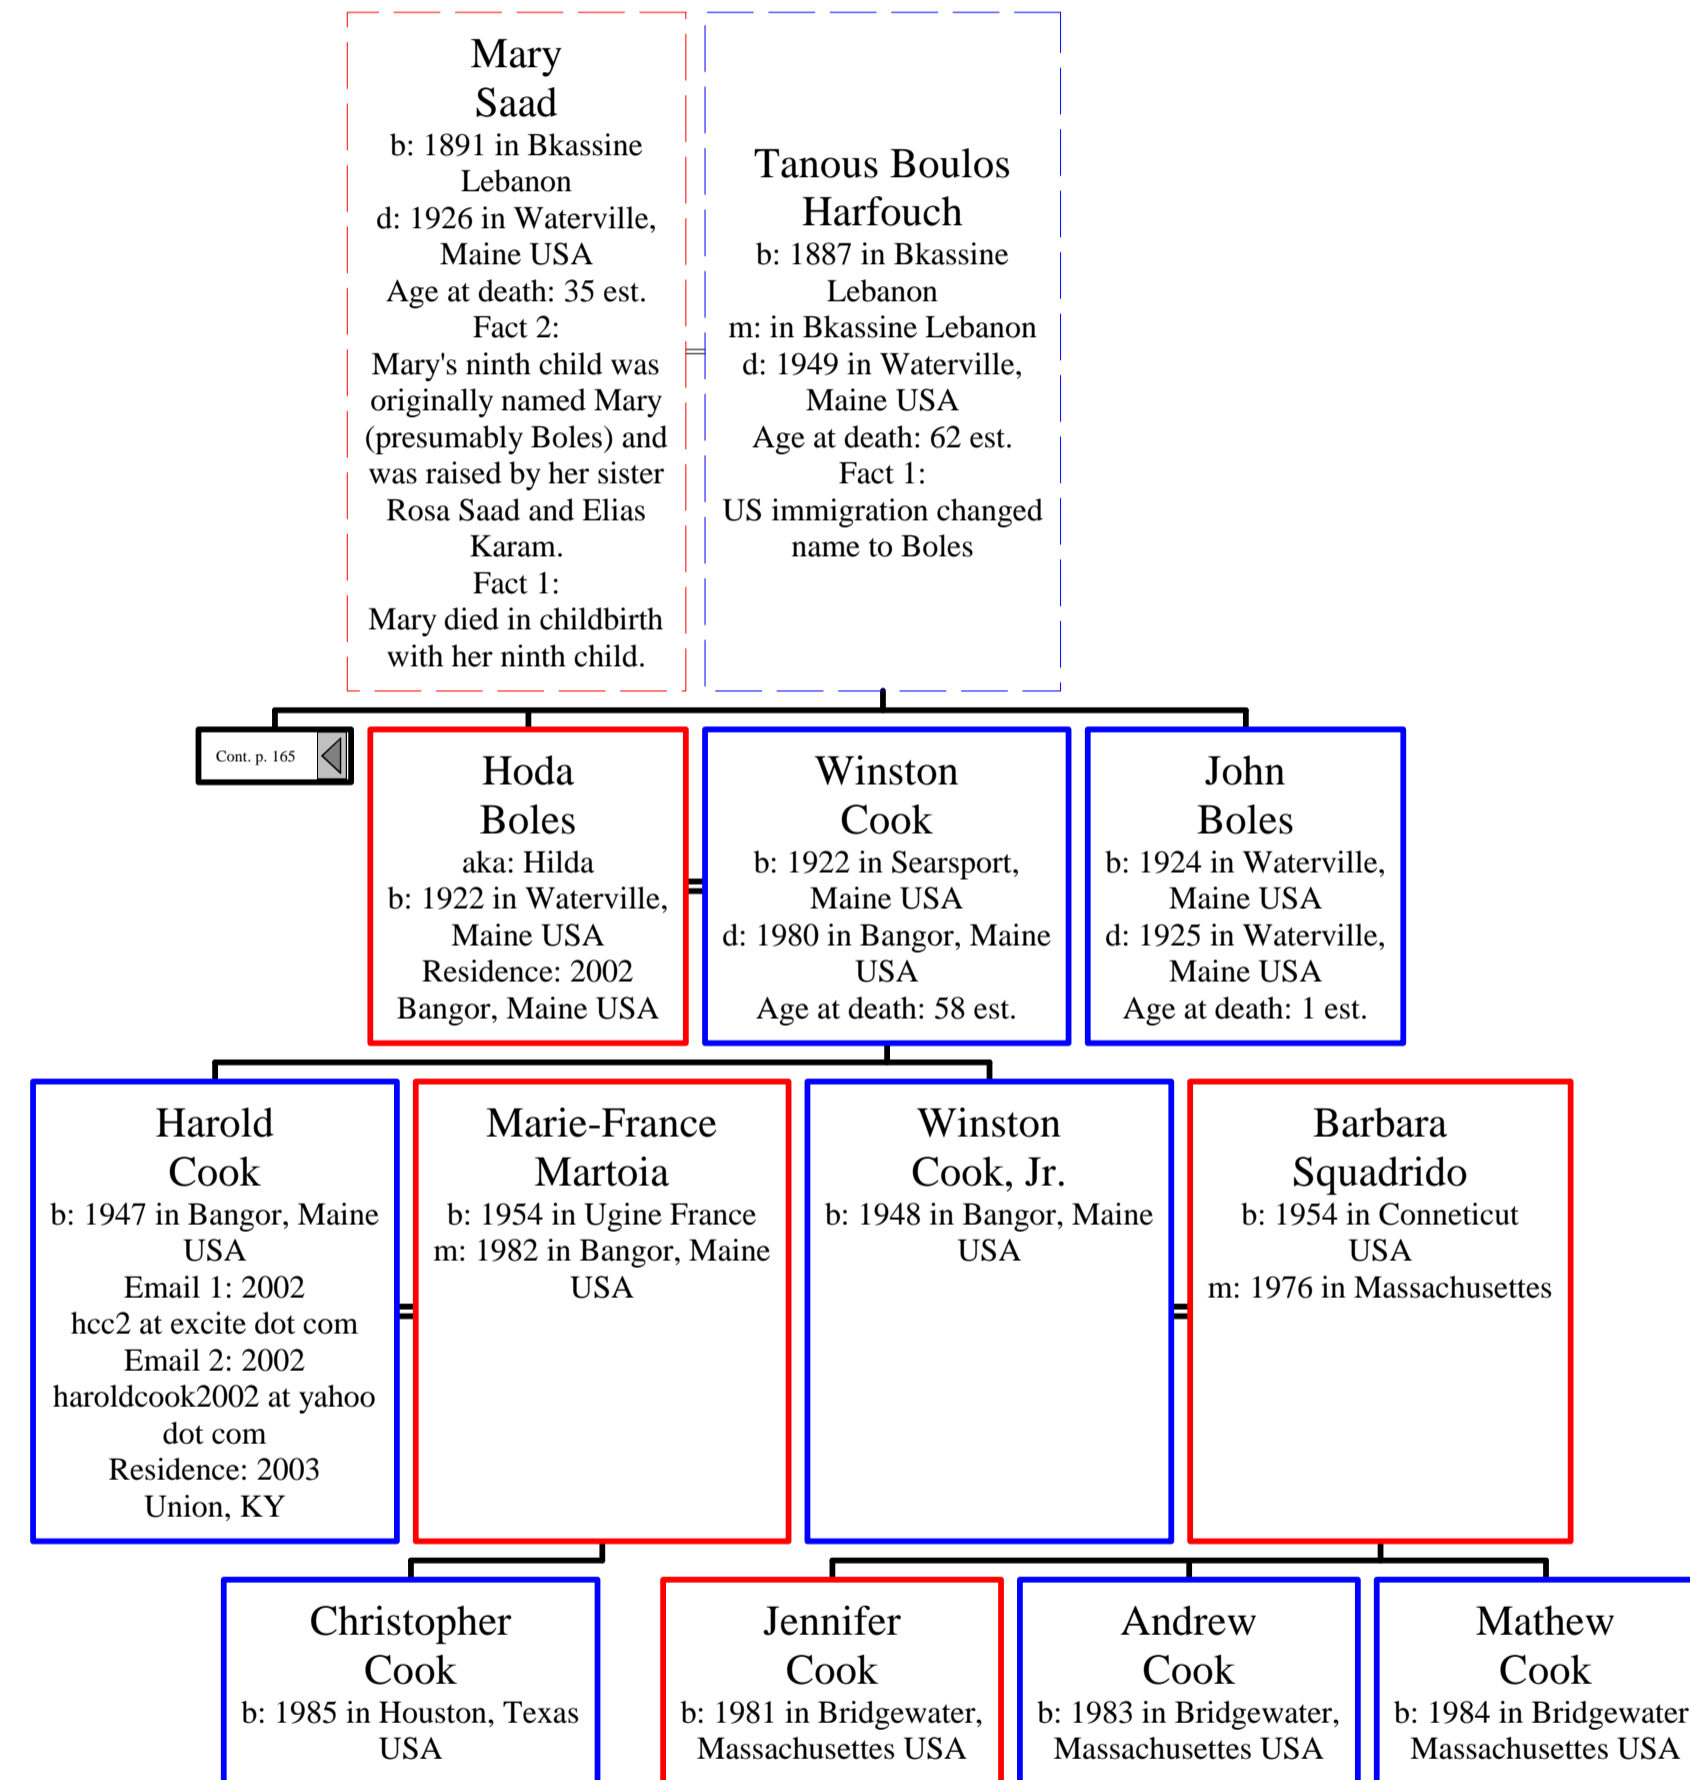 Mary
Saad
b: 1891 in Bkassine
Lebanon
d: 1926 in Waterville,
Maine USA
Age at death: 35 est.
Fact 2:
Mary's ninth child was
originally named Mary
(presumably Boles) and
was raised by her sister
Rosa Saad and Elias
Karam.
Fact 1:
Mary died in childbirth
with her ninth child.
Tanous Boulos
Harfouch
b: 1887 in Bkassine
Lebanon
m: in Bkassine Lebanon
d: 1949 in Waterville,
Maine USA
Age at death: 62 est.
Fact 1:
US immigration changed
name to Boles
Cont. p. 165
Hoda
Boles
aka: Hilda
b: 1922 in Waterville,
Maine USA
Residence: 2002
Bangor, Maine USA
Winston
Cook
b: 1922 in Searsport,
Maine USA
d: 1980 in Bangor, Maine
USA
Age at death: 58 est.
John
Boles
b: 1924 in Waterville,
Maine USA
d: 1925 in Waterville,
Maine USA
Age at death: 1 est.
Harold
Cook
b: 1947 in Bangor, Maine
USA
Email 1: 2002
hcc2 at excite dot com
Email 2: 2002
haroldcook2002 at yahoo
dot com
Residence: 2003
Union, KY
Marie-France
Martoia
b: 1954 in Ugine France
m: 1982 in Bangor, Maine
USA
Winston
Cook, Jr.
b: 1948 in Bangor, Maine
USA
Barbara
Squadrido
b: 1954 in Conneticut
USA
m: 1976 in Massachusettes
Christopher
Cook
b: 1985 in Houston, Texas
USA
Jennifer
Cook
b: 1981 in Bridgewater,
Massachusettes USA
Andrew
Cook
b: 1983 in Bridgewater,
Massachusettes USA
Mathew
Cook
b: 1984 in Bridgewater
Massachusettes USA